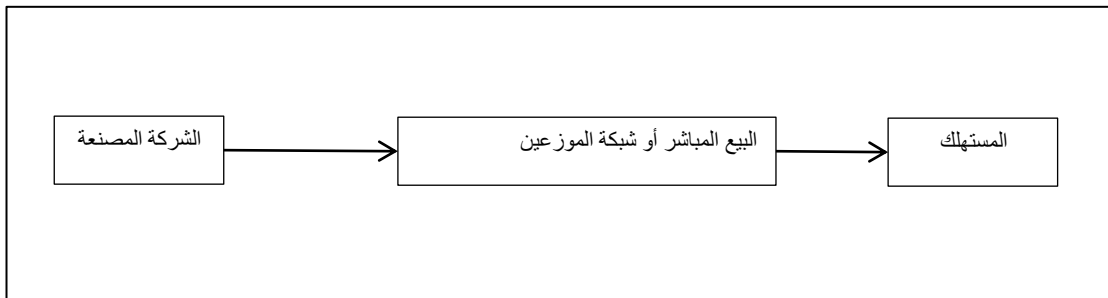 الشركة المصنعة
البيع المباشر أو شبكة الموزعين
المستهلك